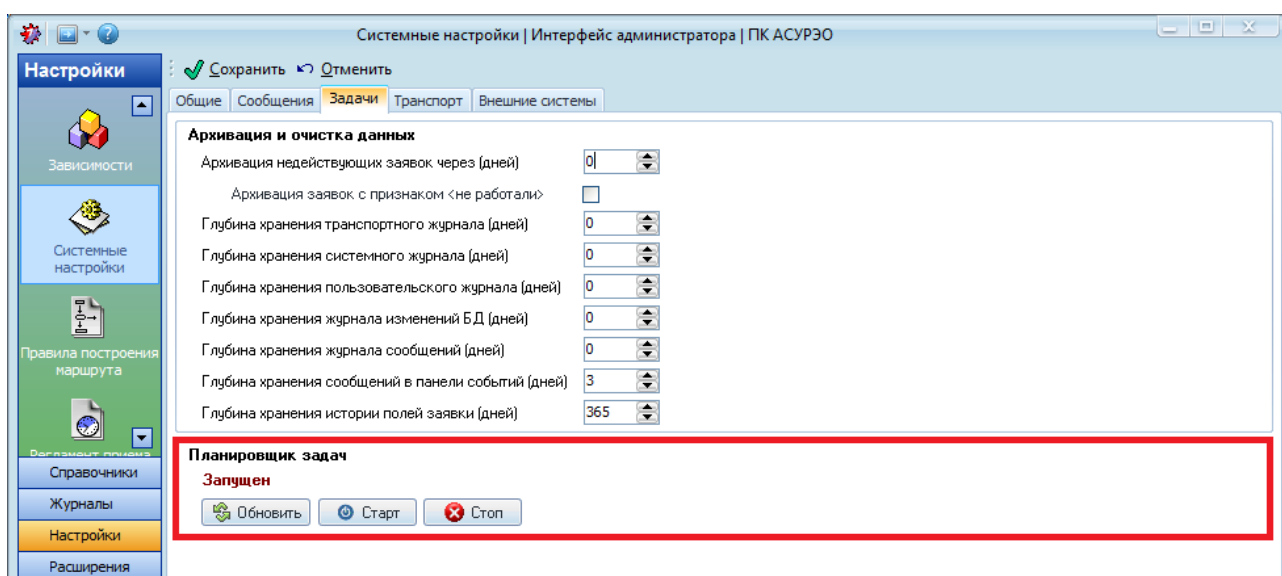 Системные настройки | Интерфейс администратора | ПК АСУРЭО
Настройки
Сохранить Отменить
Общие Сообщения Задачи Транспорт Внешние системы
Зависимости
Системные
настройки
Правила построения
маршрута
Регламент приема
Справочники
Журналы
Настройки
Расширения
Архивация и очистка данных
Архивация недействующих заявок через (дней) 0
Архивация заявок с признаком <не работали>
Глубина хранения транспортного журнала (дней) 0
Глубина хранения системного журнала (дней) 0
Глубина хранения пользовательского журнала (дней) 0
Глубина хранения журнала изменений БД (дней) 0
Глубина хранения журнала сообщений (дней) 0
Глубина хранения сообщений в панели событий (дней) 3
Глубина хранения истории полей заявки (дней) 365
Планировщик задач
Запущен
Обновить Старт Стоп